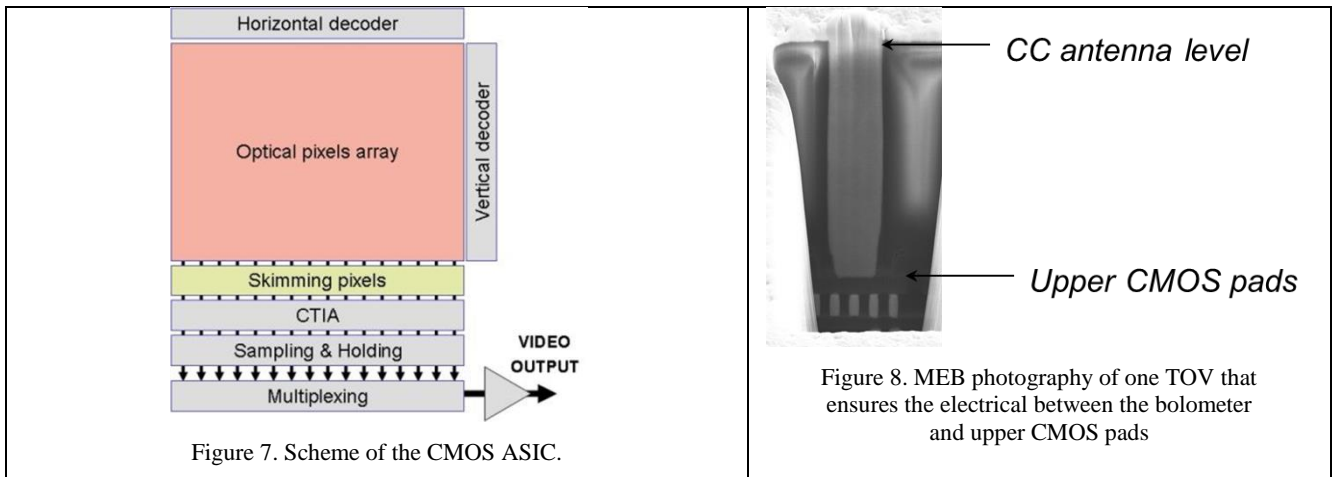 Horizontal decoder
Optical pixels array
Vertical decoder
Skimming pixels
CTIA
Sampling & Holding
Multiplexing
VIDEO
OUTPUT
Figure 7. Scheme of the CMOS ASIC.
CC antenna level
Upper CMOS pads
Figure 8. MEB photography of one TOV that
ensures the electrical between the bolometer
and upper CMOS pads